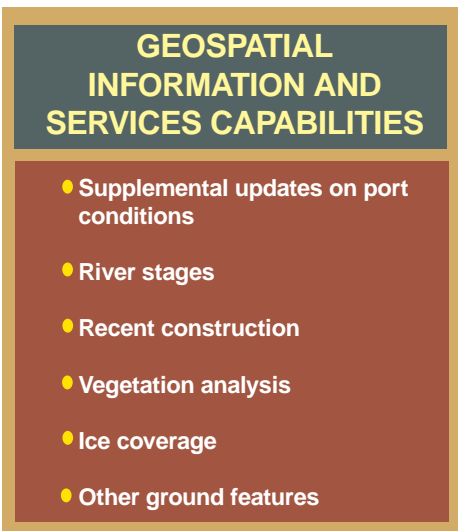 GEOSPATIAL
INFORMATION AND
SERVICES CAPABILITIES
Supplemental updates on port
conditions
River stages
Recent construction
Vegetation analysis
Ice coverage
Other ground features